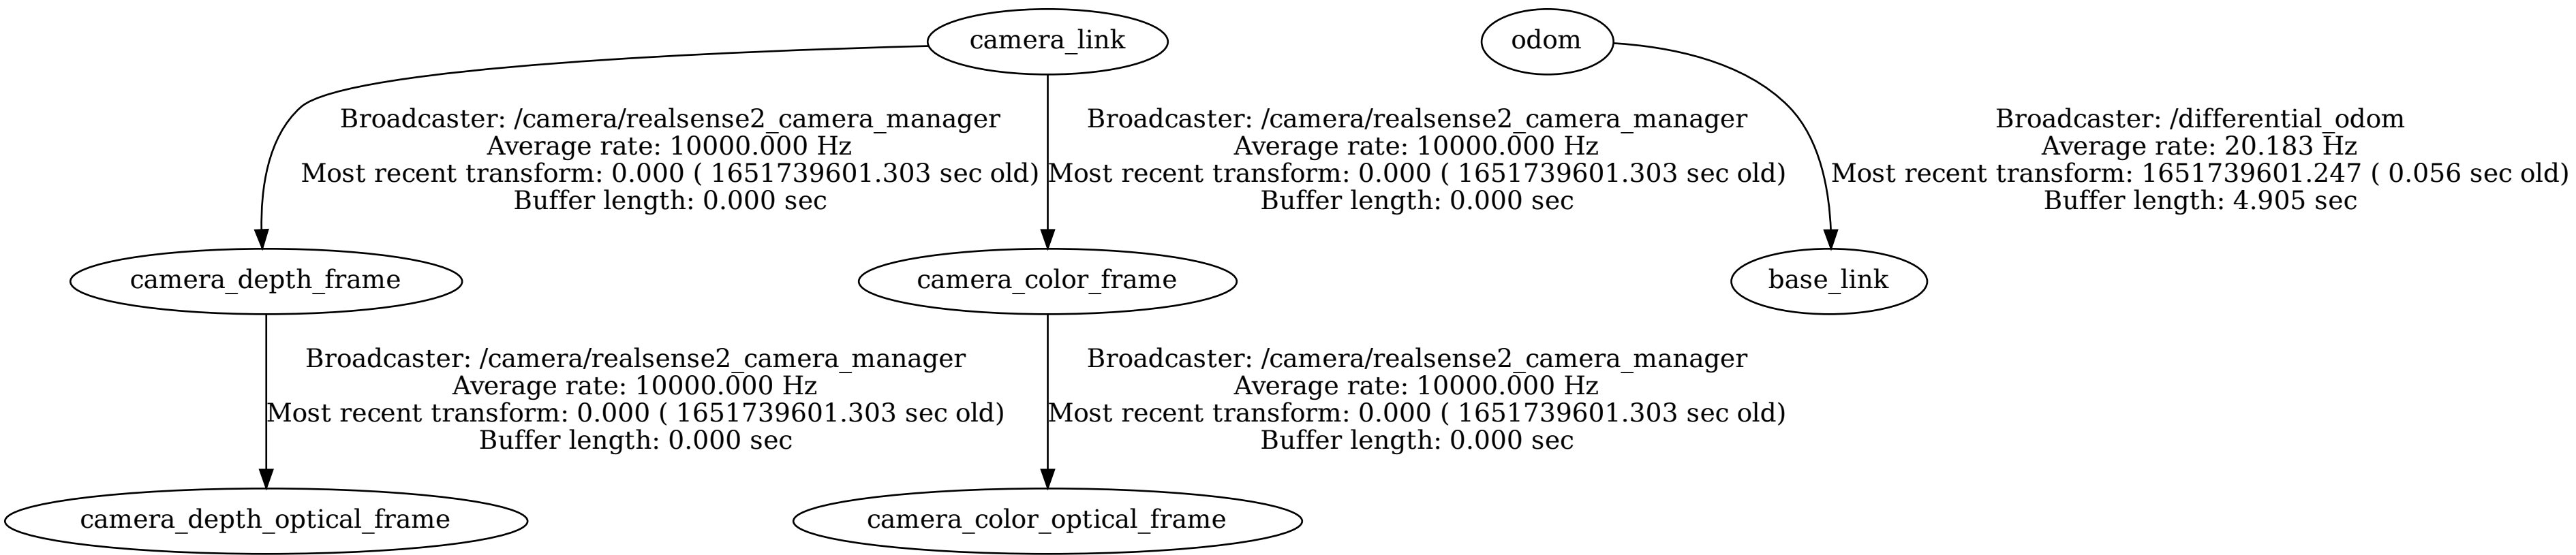 camera_link
odom
Broadcaster: /camera/realsense2_camera_manager
Average rate: 10000.000 Hz
Most recent transform: 0.000 ( 1651739601.303 sec old)
Buffer length: 0.000 sec
Broadcaster: /camera/realsense2_camera_manager
Average rate: 10000.000 Hz
Most recent transform: 0.000 ( 1651739601.303 sec old)
Buffer length: 0.000 sec
Broadcaster: /differential_odom
Average rate: 20.183 Hz
Most recent transform: 1651739601.247 ( 0.056 sec old)
Buffer length: 4.905 sec
camera_depth_frame
camera_color_frame
base_link
Broadcaster: /camera/realsense2_camera_manager
Average rate: 10000.000 Hz
Most recent transform: 0.000 ( 1651739601.303 sec old)
Buffer length: 0.000 sec
Broadcaster: /camera/realsense2_camera_manager
Average rate: 10000.000 Hz
Most recent transform: 0.000 ( 1651739601.303 sec old)
Buffer length: 0.000 sec
camera_depth_optical_frame
camera_color_optical_frame